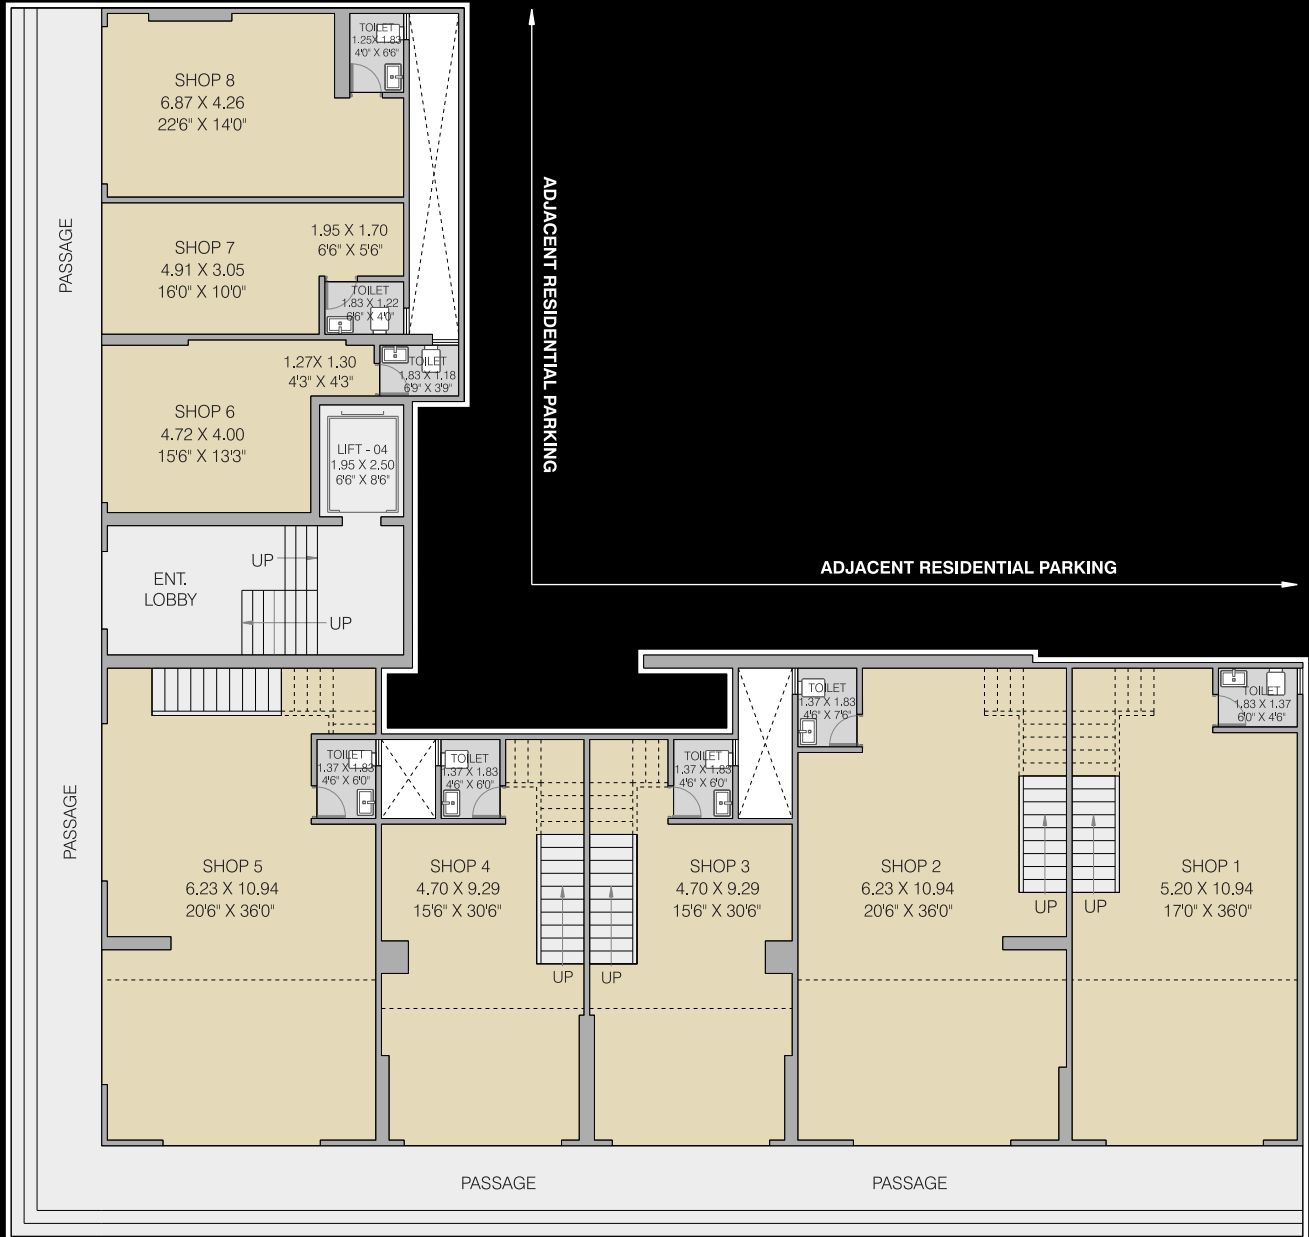 TOILET
1.25X 1.83
4'0" X 6'6"
SHOP 8
6.87 X 4.26
22'6" X 14'0"
PASSAGE
SHOP 7
4.91 X 3.05
16'0" X 10'0"
1.95 X 1.70
6'6" X 5'6"
TOILET
1.83 X 1.22
6'6" X 4'0"
1.27X 1.30
4'3" X 4'3"
TOILET
1.83 X 1.18
6'9" X 3'9"
SHOP 6
4.72 X 4.00
15'6" X 13'3"
LIFT - 04
1.95 X 2.50
6'6" X 8'6"
ADJACENT RESIDENTIAL PARKING
ADJACENT RESIDENTIAL PARKING
UP
ENT.
LOBBY
UP
TOILET
1.37 X 1.83
4'6" X 7'6"
TOILET
1.83 X 1.37
6'0" X 4'6"
TOILET
1.37 X 1.83
4'6" X 6'0"
TOILET
1.37 X 1.83
4'6" X 6'0"
TOILET
1.37 X 1.83
4'6" X 6'0"
PASSAGE
SHOP 5
6.23 X 10.94
20'6" X 36'0"
SHOP 4
4.70 X 9.29
15'6" X 30'6"
SHOP 3
4.70 X 9.29
15'6" X 30'6"
SHOP 2
6.23 X 10.94
20'6" X 36'0"
SHOP 1
5.20 X 10.94
17'0" X 36'0"
UP
UP
UP
UP
PASSAGE
PASSAGE